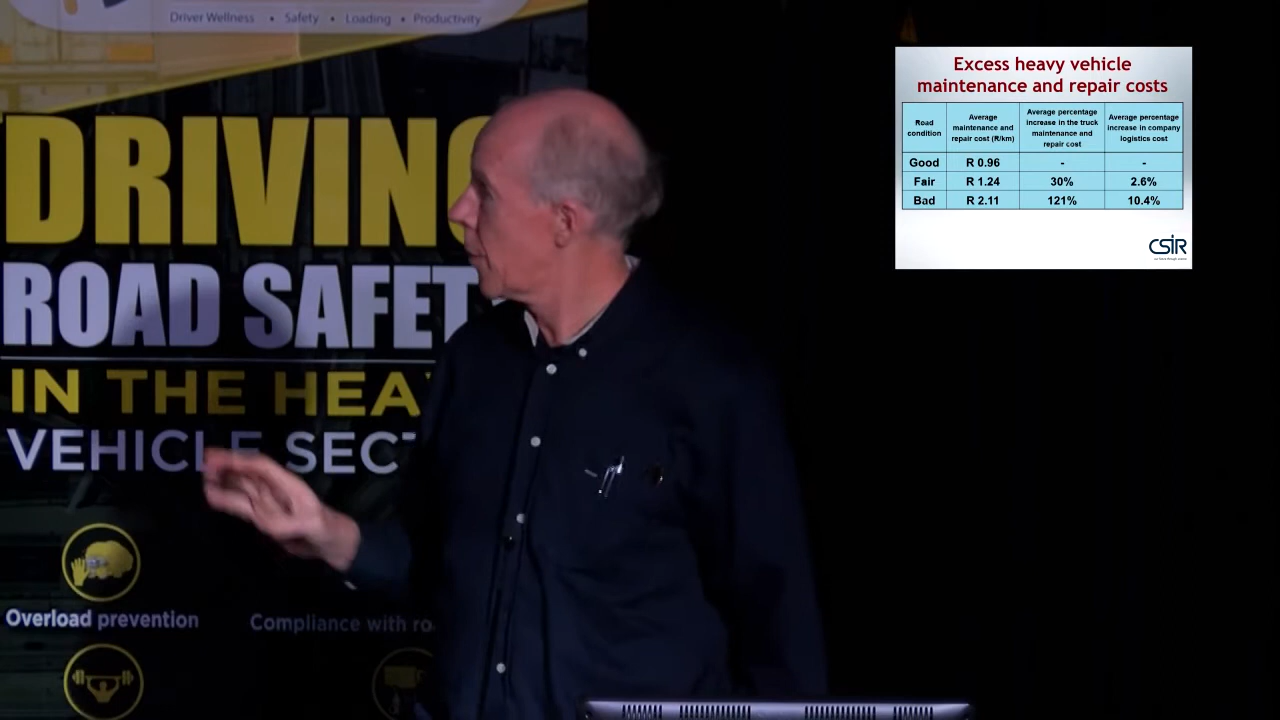 Driver Wellness • Safety • Loading • Productivity
DRIVING
ROAD SAFET
IN THE HEA
VEHICLE SECT
Overload prevention
Compliance with ro
Excess heavy vehicle
maintenance and repair costs
Road condition
Average maintenance and repair cost (R/km)
Average percentage increase in the truck maintenance and repair cost
Average percentage increase in company logistics cost
Good R 0.96 - -
Fair R 1.24 30% 2.6%
Bad R 2.11 121% 10.4%
CSIR